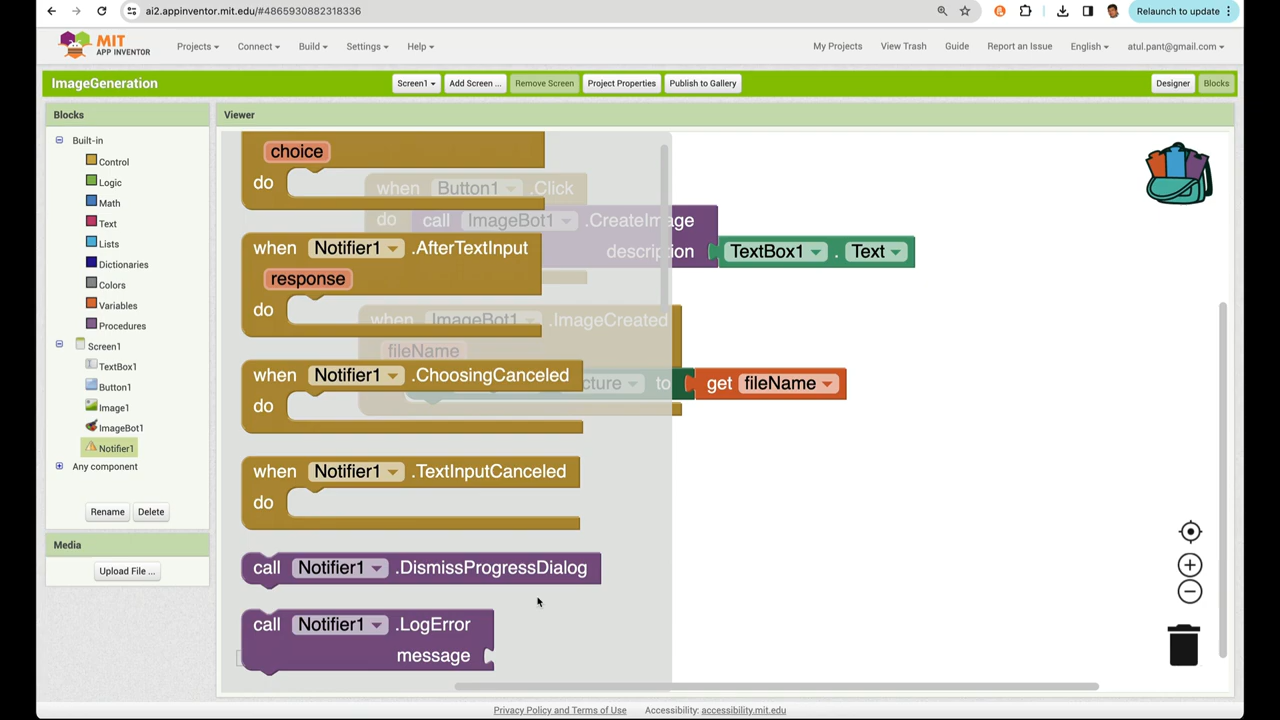 ai2.appinventor.mit.edu/#4865930882318336
Relaunch to update
MIT
APP INVENTOR
Projects
Connect
Build
Settings
Help
My Projects
View Trash
Guide
Report an Issue
English
atul.pant@gmail.com
ImageGeneration
Screen1
Add Screen ...
Remove Screen
Project Properties
Publish to Gallery
Designer
Blocks
Blocks
Built-in
Control
Logic
Math
Text
Lists
Dictionaries
Colors
Variables
Procedures
Screen1
TextBox1
Button1
Image1
ImageBot1
Notifier1
Any component
Rename
Delete
Media
Upload File ...
Viewer
choice
do
when Notifier1 .AfterTextInput
response
do
when Notifier1 .ChoosingCanceled
do
when Notifier1 .TextInputCanceled
do
call Notifier1 .DismissProgressDialog
call Notifier1 .LogError
message
when Button1 .Click
do call ImageBot1 .CreateImage
description TextBox1 . Text
when ImageBot1 .ImageCreated
fileName
to get fileName
Privacy Policy and Terms of Use
Accessibility: accessibility.mit.edu